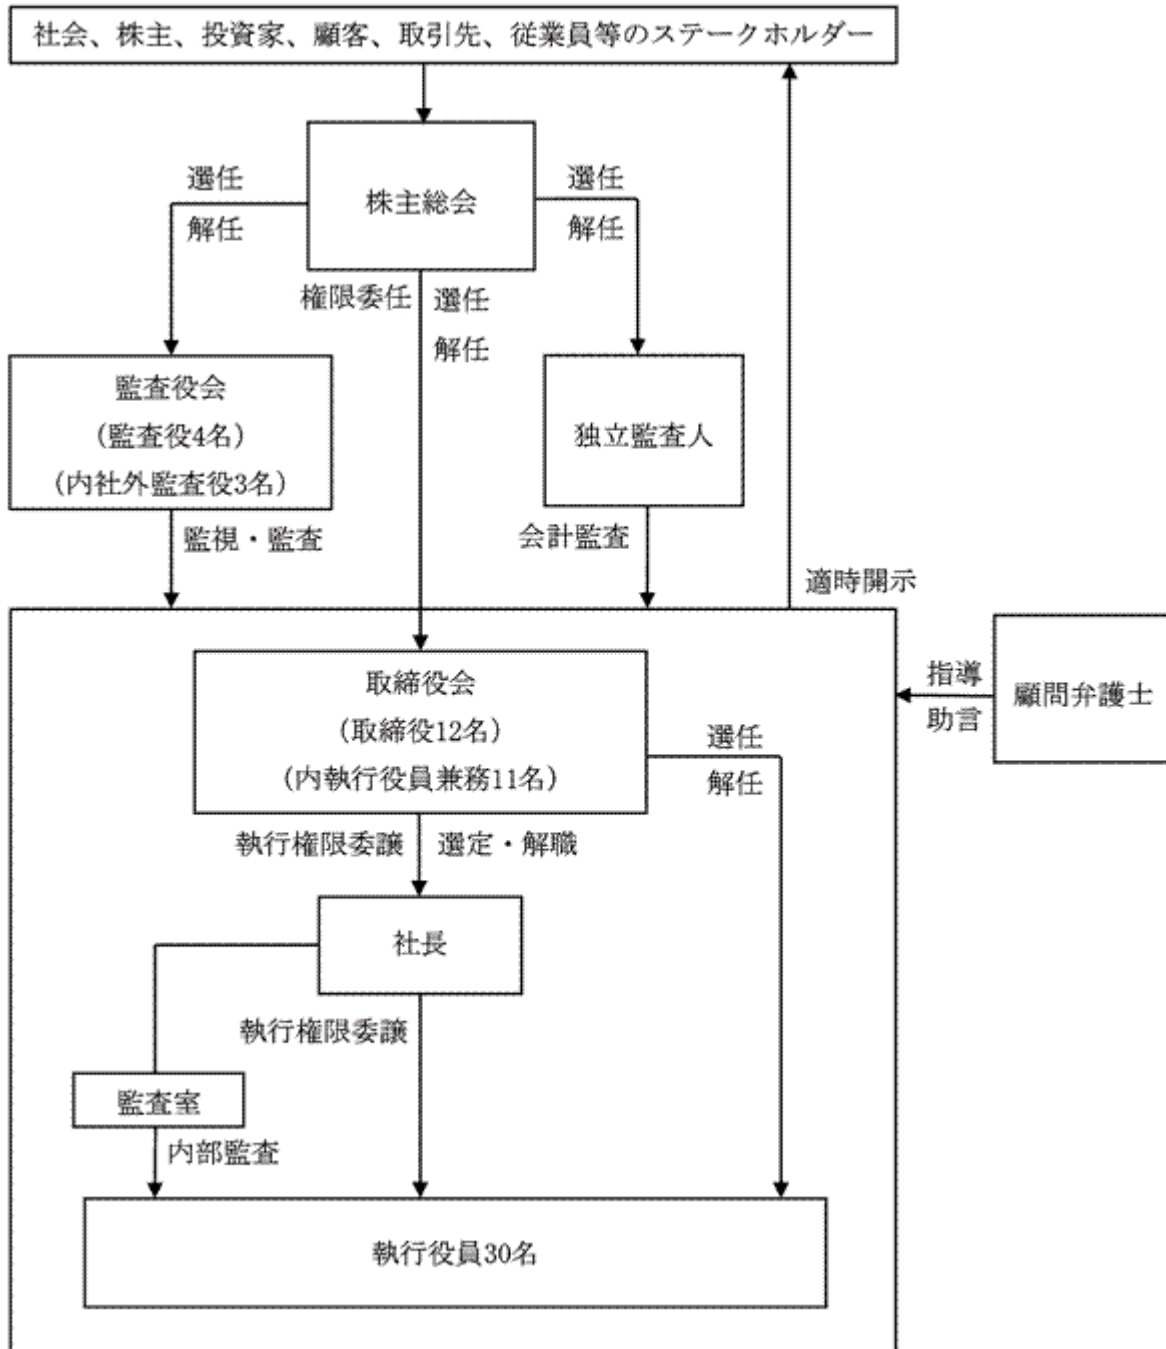 社会、株主、投資家、顧客、取引先、従業員等のステークホルダー
株主総会
選任
解任
選任
解任
権限委任
選任
解任
監査役会
(監査役4名)
(内社外監査役3名)
独立監査人
監視・監査
会計監査
適時開示
顧問弁護士
指導
助言
取締役会
(取締役12名)
(内執行役員兼務11名)
選任
解任
執行権限委譲
選定・解職
社長
執行権限委譲
監査室
内部監査
執行役員30名